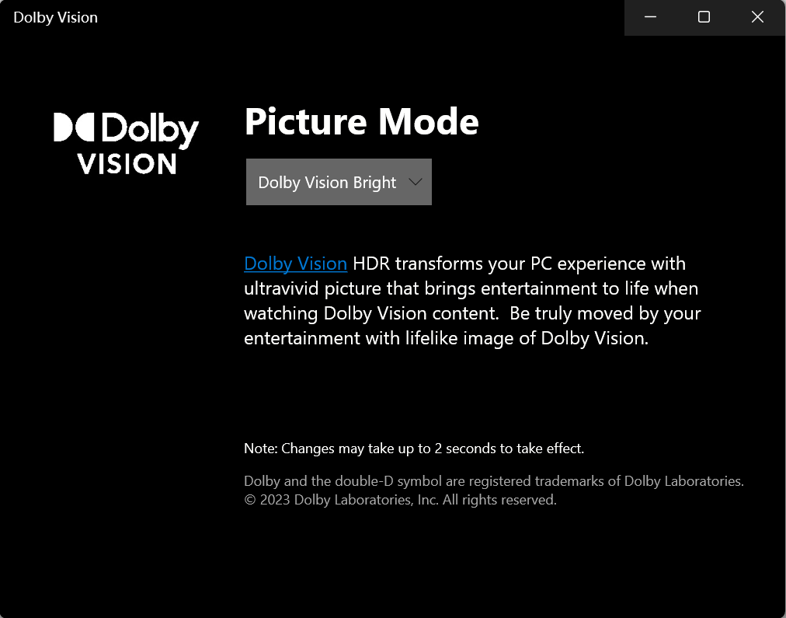 Dolby Vision
Dolby
VISION
Picture Mode
Dolby Vision Bright
Dolby Vision HDR transforms your PC experience with
ultravivid picture that brings entertainment to life when
watching Dolby Vision content.  Be truly moved by your
entertainment with lifelike image of Dolby Vision.
Note: Changes may take up to 2 seconds to take effect.
Dolby and the double-D symbol are registered trademarks of Dolby Laboratories.
© 2023 Dolby Laboratories, Inc. All rights reserved.